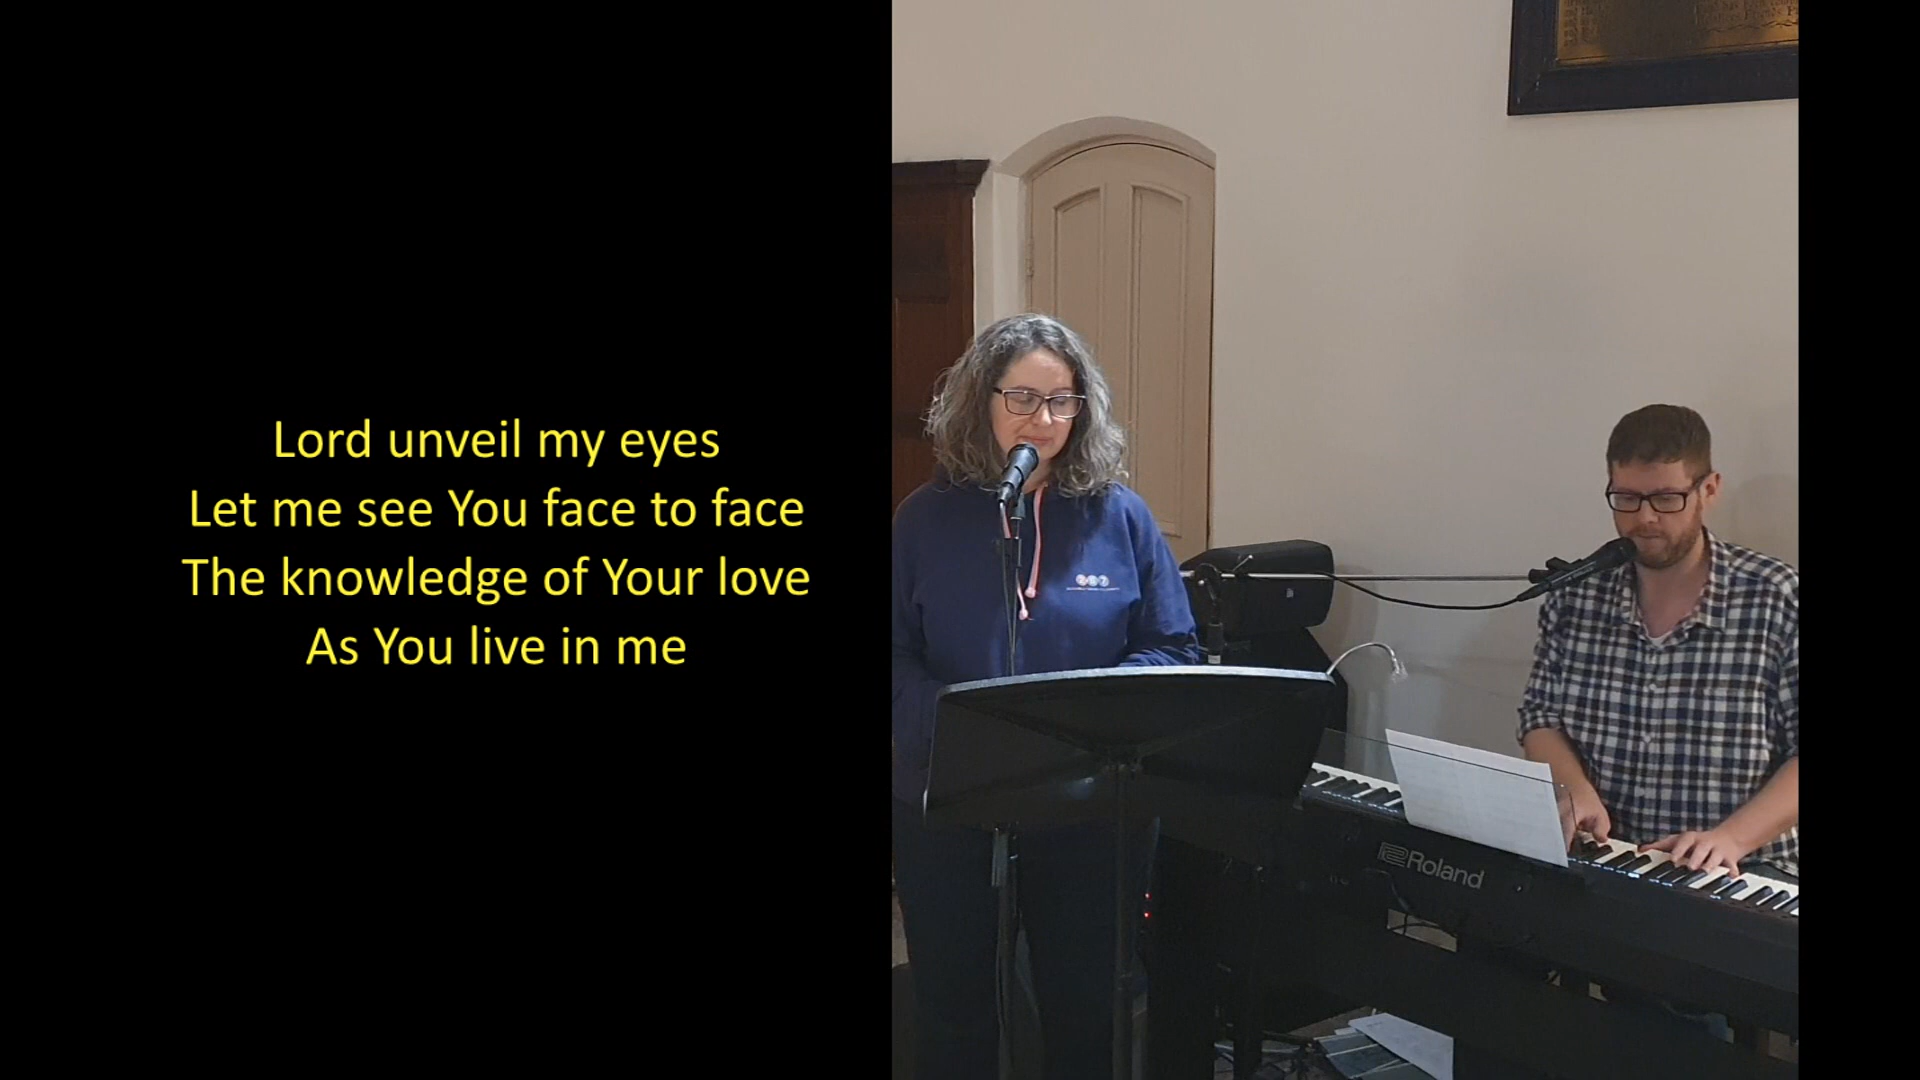 Lord unveil my eyes
Let me see You face to face
The knowledge of Your love
As You live in me
267
Roland